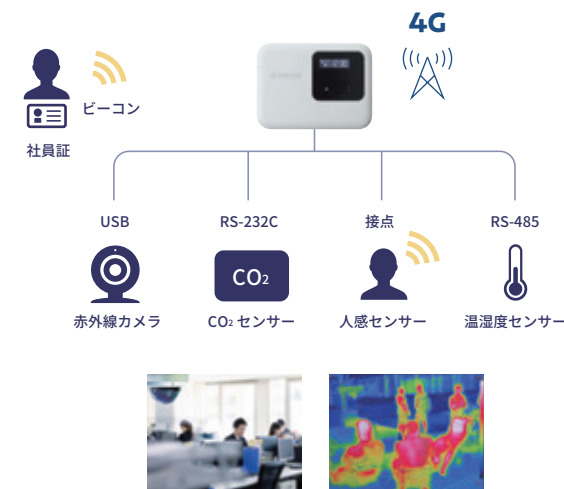 4G
ビーコン
社員証
USB
RS-232C
接点
RS-485
CO2
赤外線カメラ
CO2 センサー
人感センサー
温湿度センサー